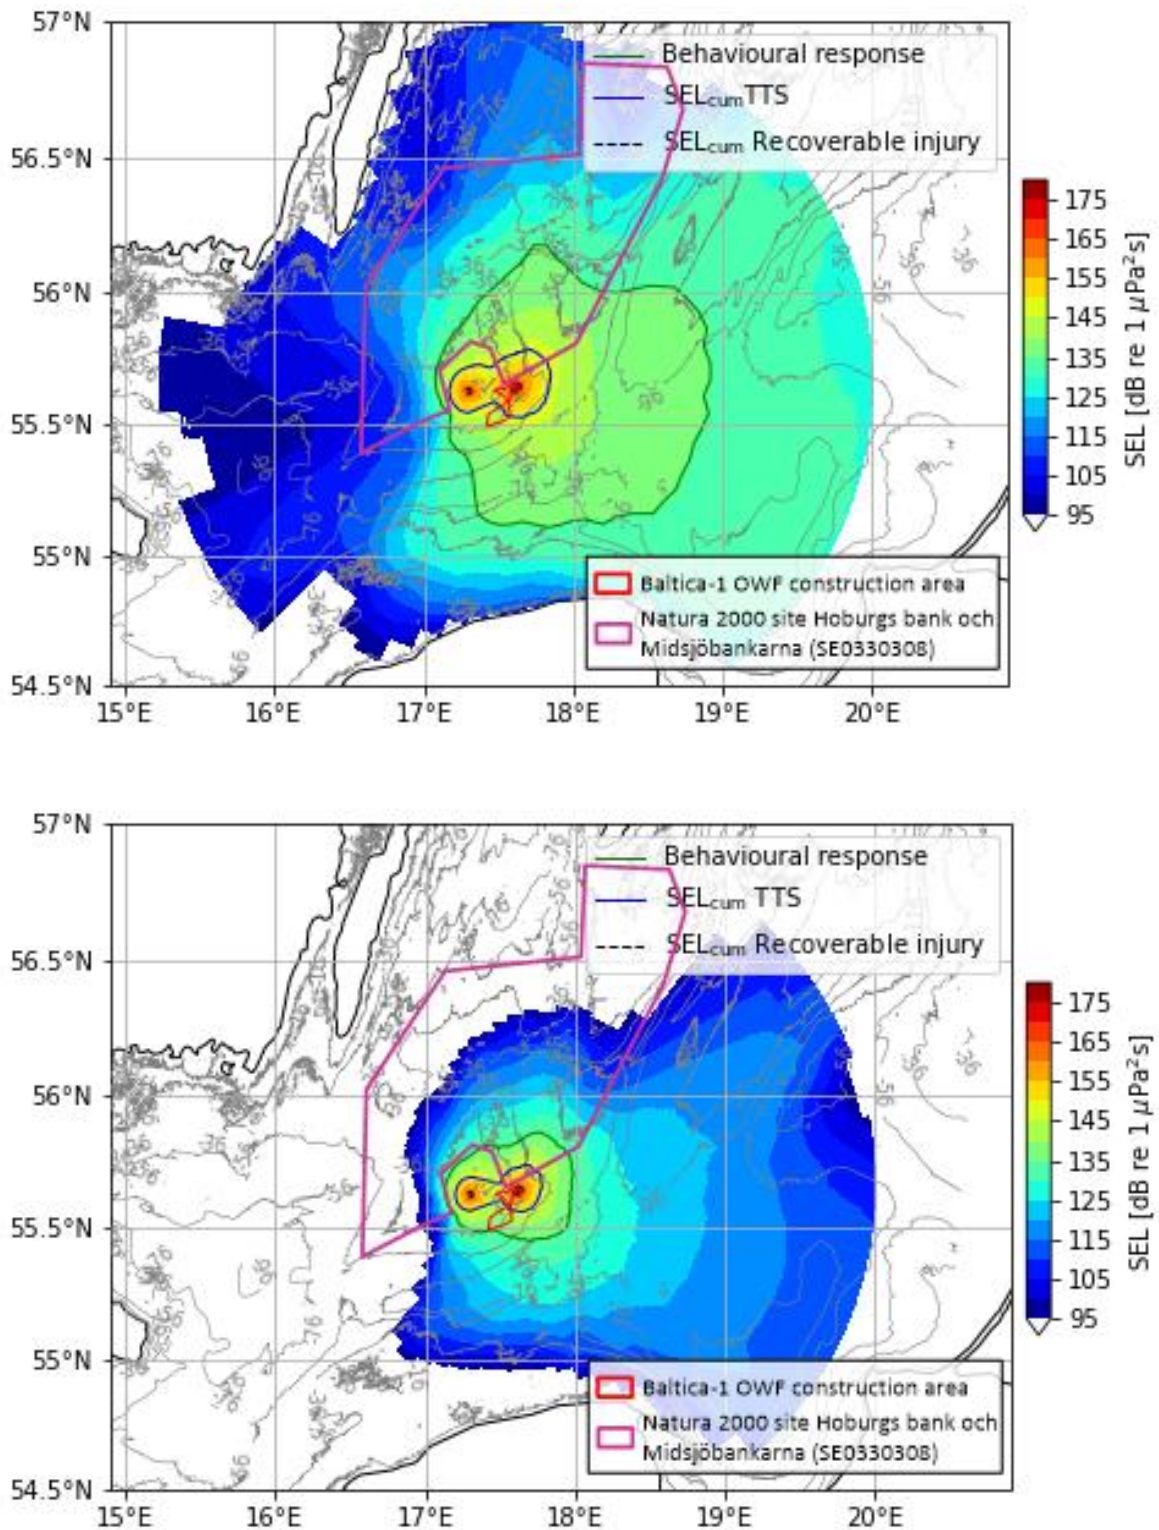 57°N
56.5°N
56°N
55.5°N
55°N
54.5°N
15°E
16°E
17°E
18°E
19°E
20°E
Behavioural response
SELcumTTS
SELcum Recoverable injury
175
165
155
145
135
125
115
105
95
SEL [dB re 1 μPa²s]
Baltica-1 OWF construction area
Natura 2000 site Hoburgs bank och
Midsjöbankarna (SE0330308)
57°N
56.5°N
56°N
55.5°N
55°N
54.5°N
15°E
16°E
17°E
18°E
19°E
20°E
Behavioural response
SELcum TTS
SELcum Recoverable injury
175
165
155
145
135
125
115
105
95
SEL [dB re 1 μPa²s]
Baltica-1 OWF construction area
Natura 2000 site Hoburgs bank och
Midsjöbankarna (SE0330308)